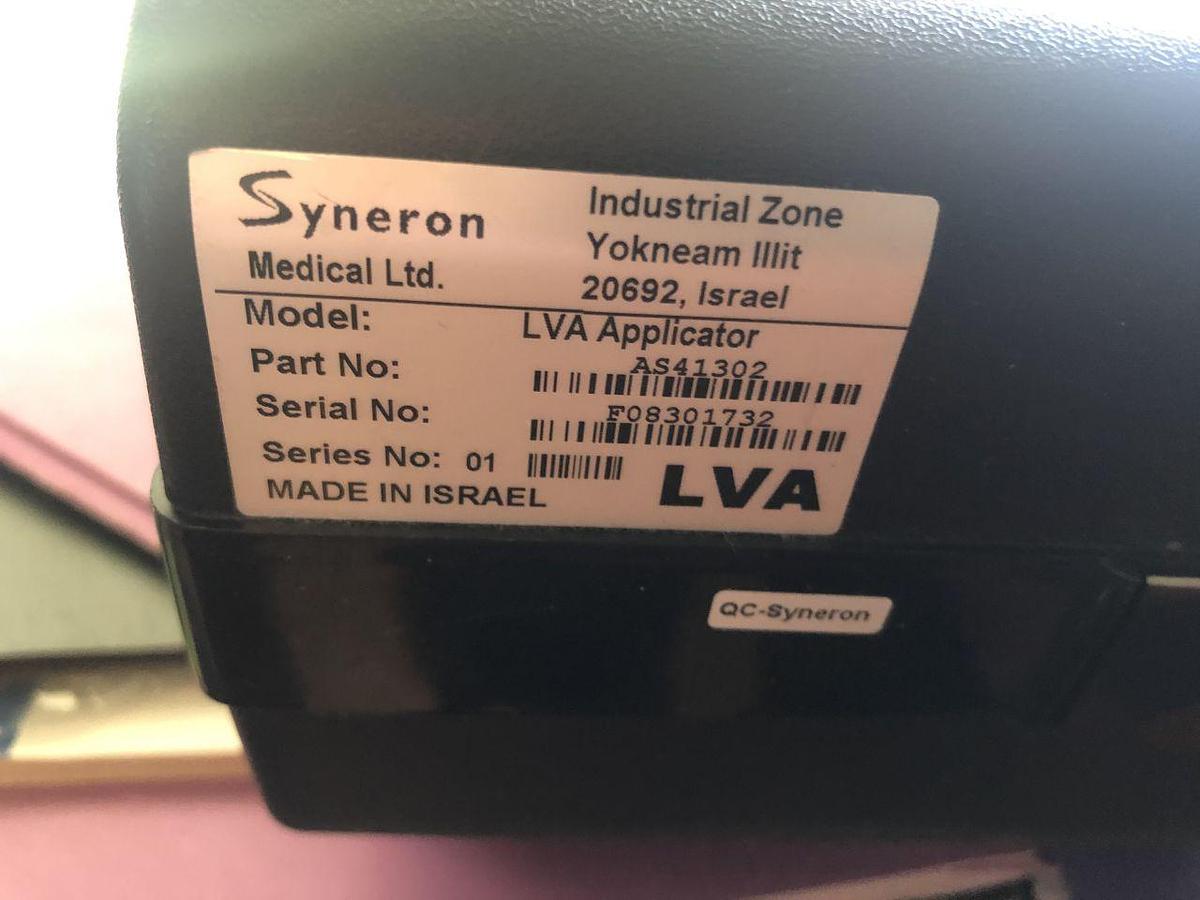 Syneron
Medical Ltd.
Industrial Zone
Yokneam Illit
20692, Israel
Model: LVA Applicator
Part No: AS41302
Serial No: F08301732
Series No: 01
MADE IN ISRAEL
LVA
QC-Syneron